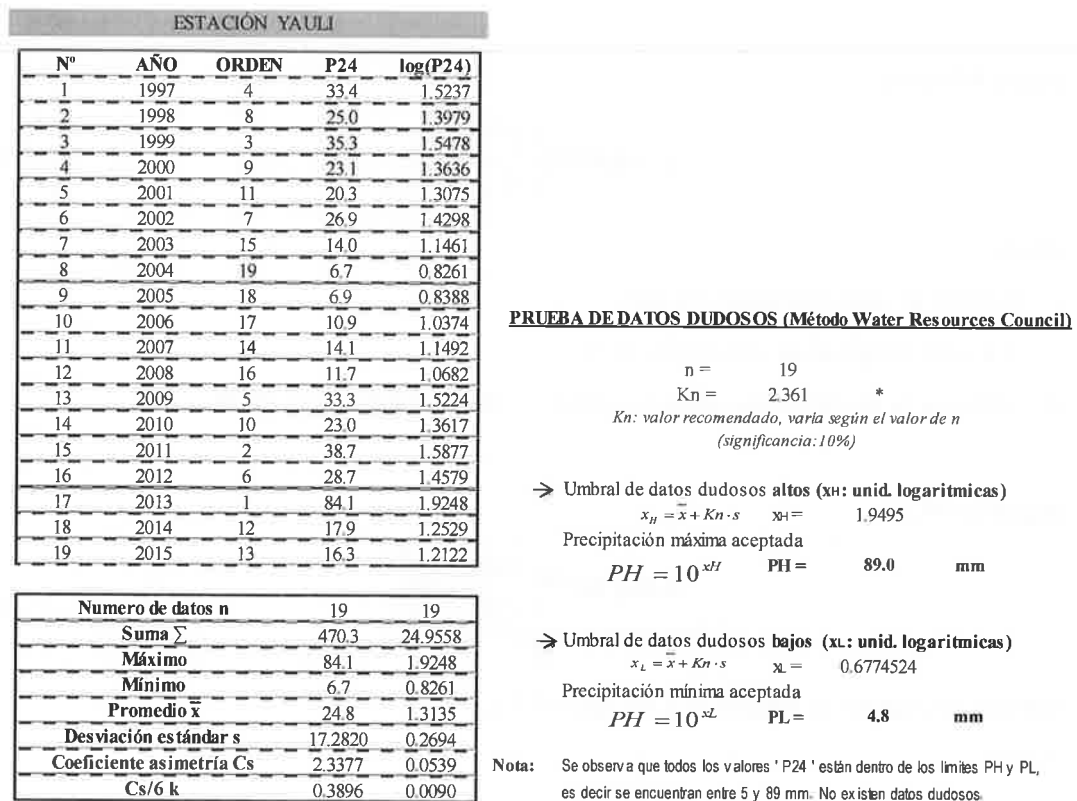 ESTACIÓN YAULI
Nº AÑO ORDEN P24 log(P24)
1 1997 4 33.4 1.5237
2 1998 8 25.0 1.3979
3 1999 3 35.3 1.5478
4 2000 9 23.1 1.3636
5 2001 11 20.3 1.3075
6 2002 7 26.9 1.4298
7 2003 15 14.0 1.1461
8 2004 19 6.7 0.8261
9 2005 18 6.9 0.8388
10 2006 17 10.9 1.0374
11 2007 14 14.1 1.1492
12 2008 16 11.7 1.0682
13 2009 5 33.3 1.5224
14 2010 10 23.0 1.3617
15 2011 2 38.7 1.5877
16 2012 6 28.7 1.4579
17 2013 1 84.1 1.9248
18 2014 12 17.9 1.2529
19 2015 13 16.3 1.2122
Numero de datos n 19 19
Suma ∑ 470.3 24.9558
Máximo 84.1 1.9248
Mínimo 6.7 0.8261
Promedio x̅ 24.8 1.3135
Desviación estándar s 17.2820 0.2694
Coeficiente asimetría Cs 2.3377 0.0539
Cs/6 k 0.3896 0.0090
PRUEBA DE DATOS DUDOSOS (Método Water Resources Council)
n = 19
Kn = 2.361 *
Kn: valor recomendado, varia según el valor de n
(significancia:10%)
→ Umbral de datos dudosos altos (xH: unid. logaritmicas)
x_H = x̅ + Kn · s xH = 1.9495
Precipitación máxima aceptada
PH = 10^xH PH = 89.0 mm
→ Umbral de datos dudosos bajos (xL: unid. logaritmicas)
x_L = x̅ + Kn · s xL = 0.6774524
Precipitación mínima aceptada
PH = 10^xL PL = 4.8 mm
Nota: Se observa que todos los valores ' P24 ' están dentro de los limites PH y PL,
es decir se encuentran entre 5 y 89 mm. No existen datos dudosos.